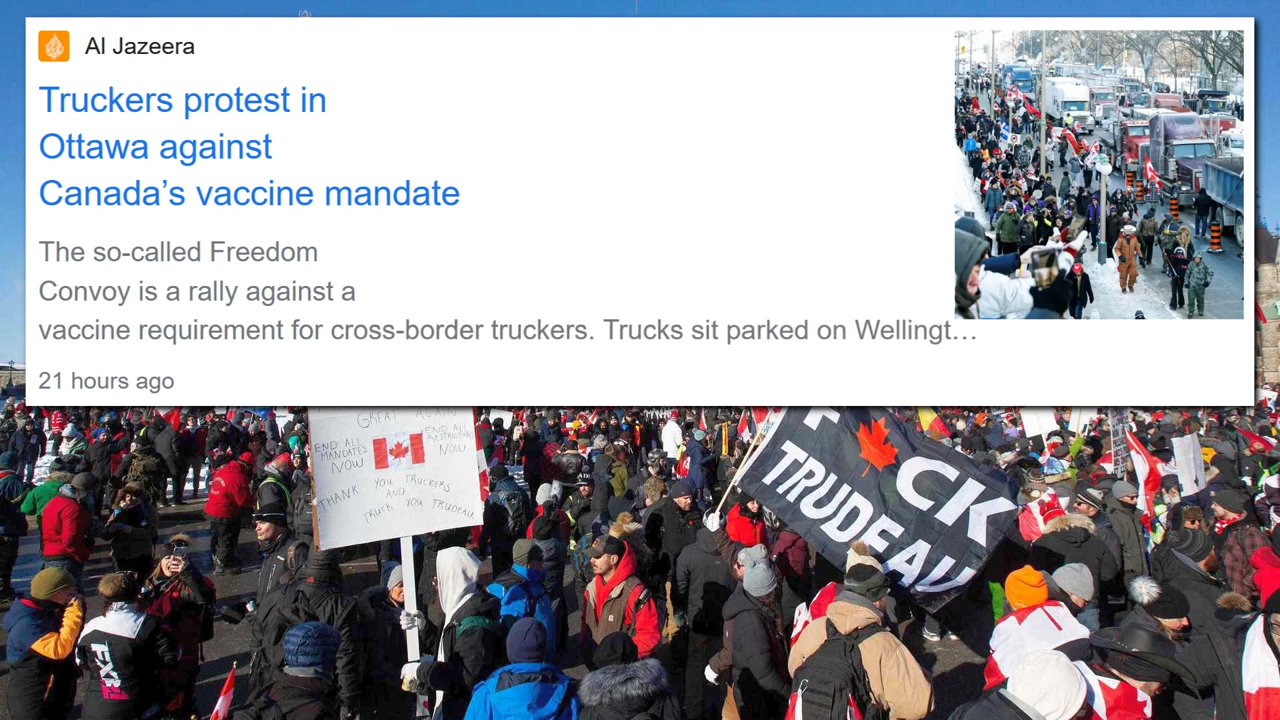 Al Jazeera
Truckers protest in
Ottawa against
Canada’s vaccine mandate
The so-called Freedom
Convoy is a rally against a
vaccine requirement for cross-border truckers. Trucks sit parked on Wellingt…
21 hours ago
GREAT AGAIN
END ALL
MANDATES
NOW
END ALL
RESTRICTIONS
NOW
THANK YOU TRUCKERS
AND
TRUCK YOU TRUDEAU
F CK
TRUDEAU